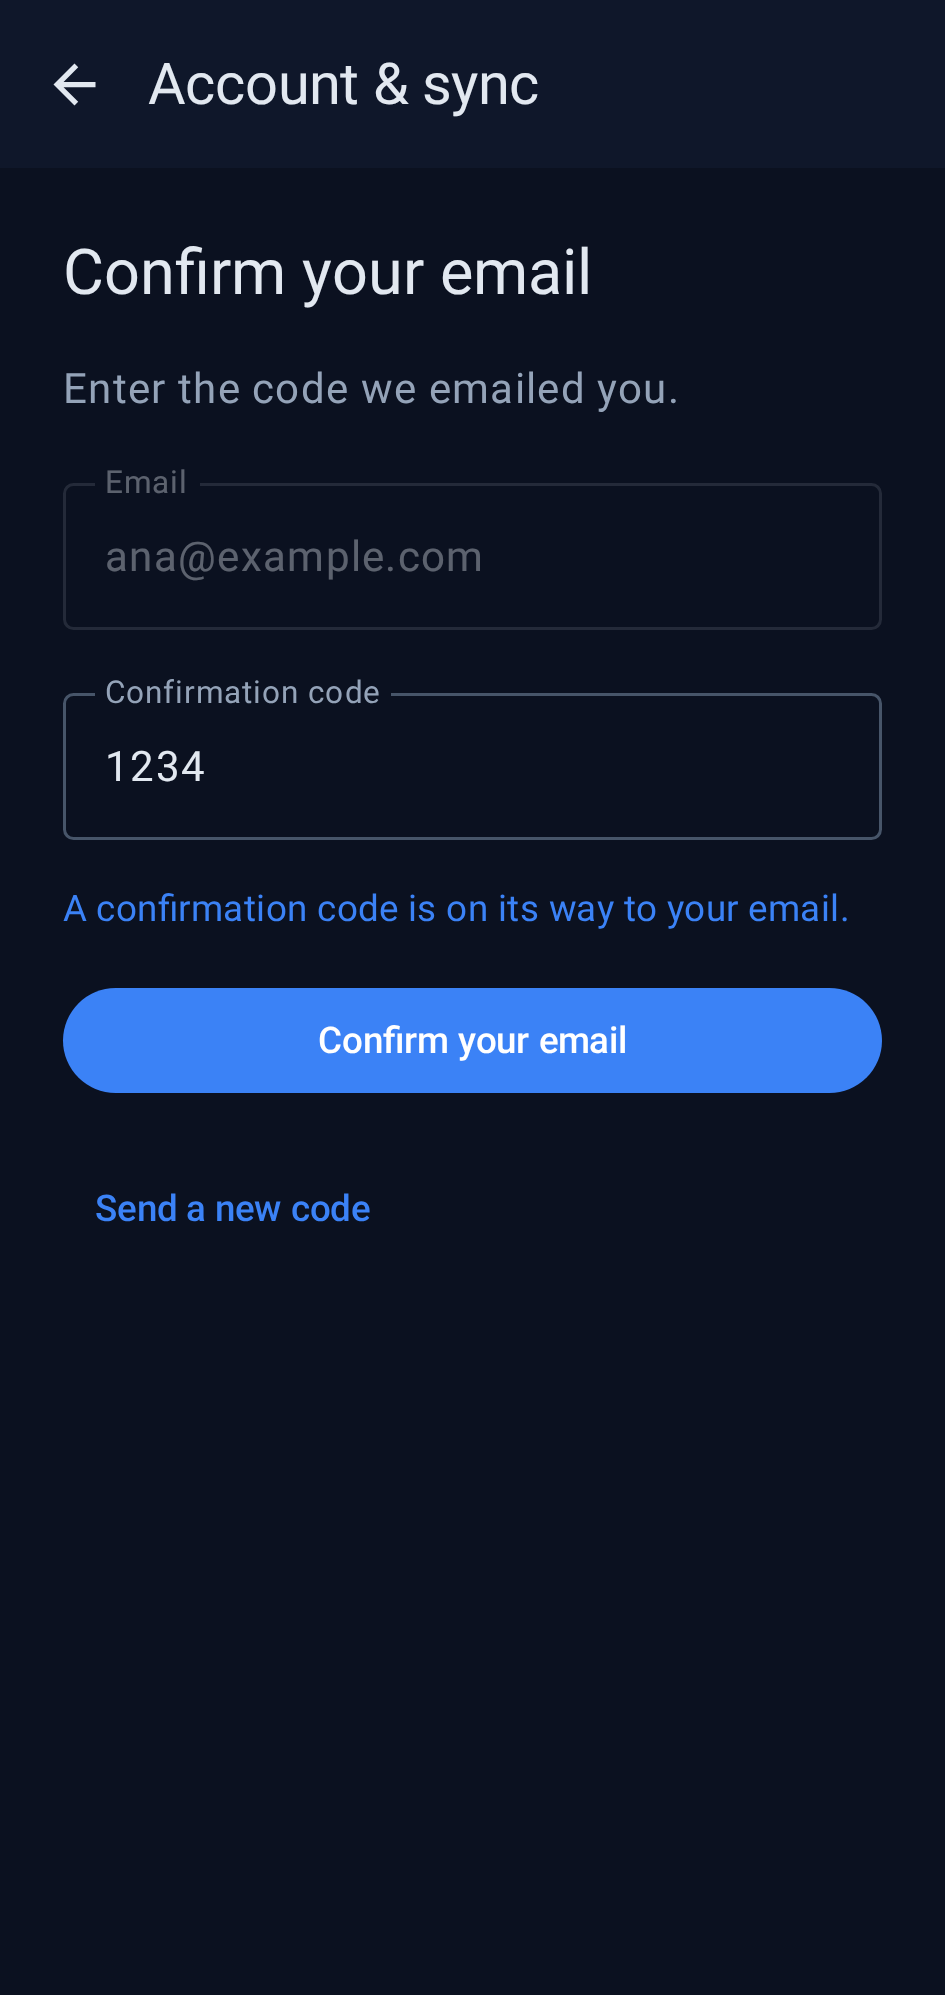 Account & sync
Confirm your email
Enter the code we emailed you.
Email
ana@example.com
Confirmation code
1234
A confirmation code is on its way to your email.
Confirm your email
Send a new code